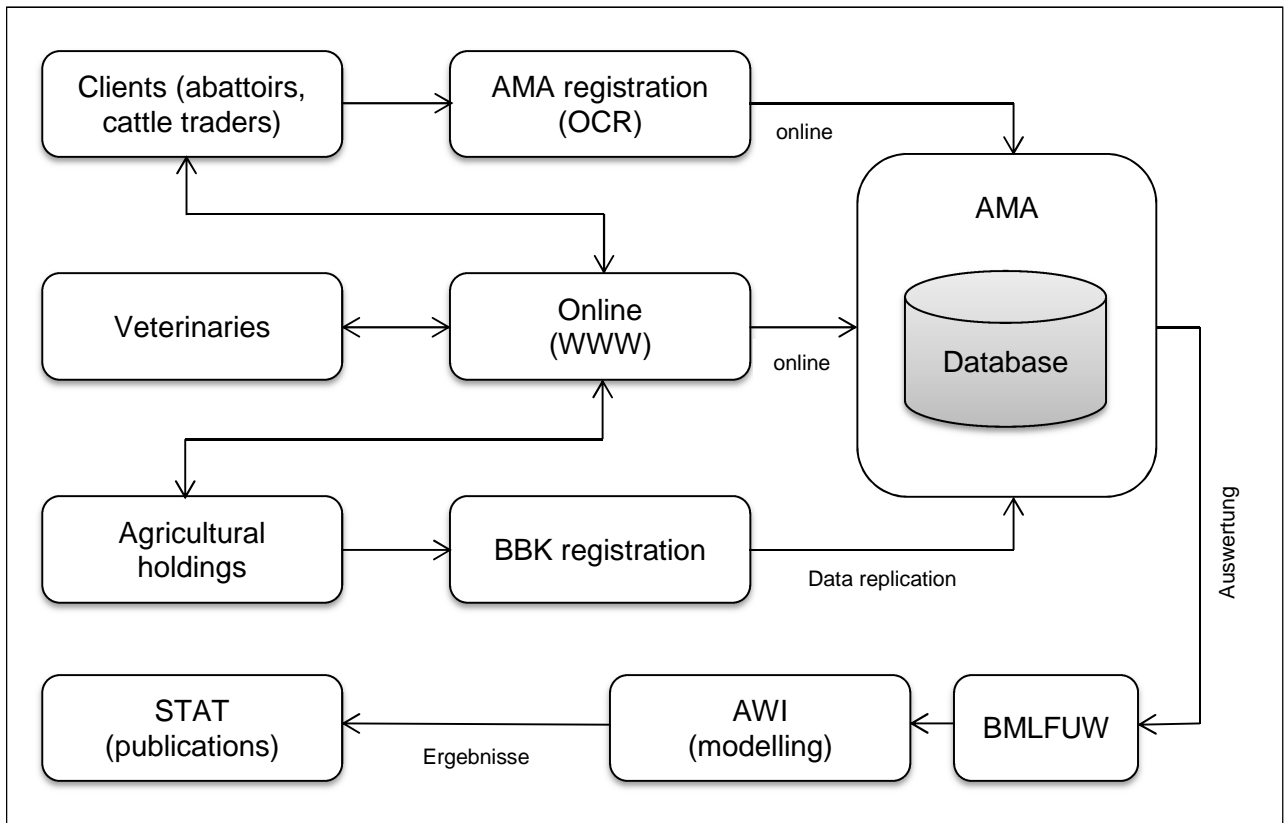 Clients (abattoirs,
cattle traders)
AMA registration
(OCR)
online
AMA
Veterinaries
Online
(WWW)
online
Database
Agricultural
holdings
BBK registration
Data replication
Auswertung
STAT
(publications)
Ergebnisse
AWI
(modelling)
BMLFUW